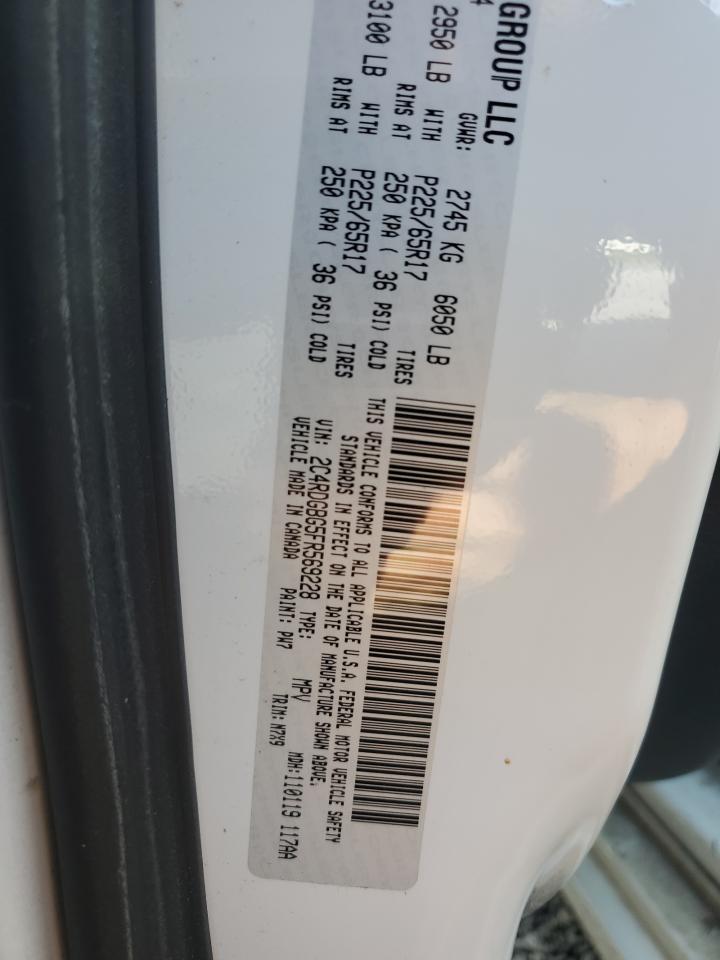 GROUP LLC
4
GVWR: 2745 KG 6050 LB
2950 LB WITH P225/65R17 TIRES
RIMS AT 250 KPA ( 36 PSI) COLD
3100 LB WITH P225/65R17 TIRES
RIMS AT 250 KPA ( 36 PSI) COLD
THIS VEHICLE CONFORMS TO ALL APPLICABLE U.S.A. FEDERAL MOTOR VEHICLE SAFETY
STANDARDS IN EFFECT ON THE DATE OF MANUFACTURE SHOWN ABOVE.
VIN: 2C4RDGBG5FR569228 TYPE: MPV MDH:110119 117AA
VEHICLE MADE IN CANADA PAINT: PW7 TRIM: N7X9